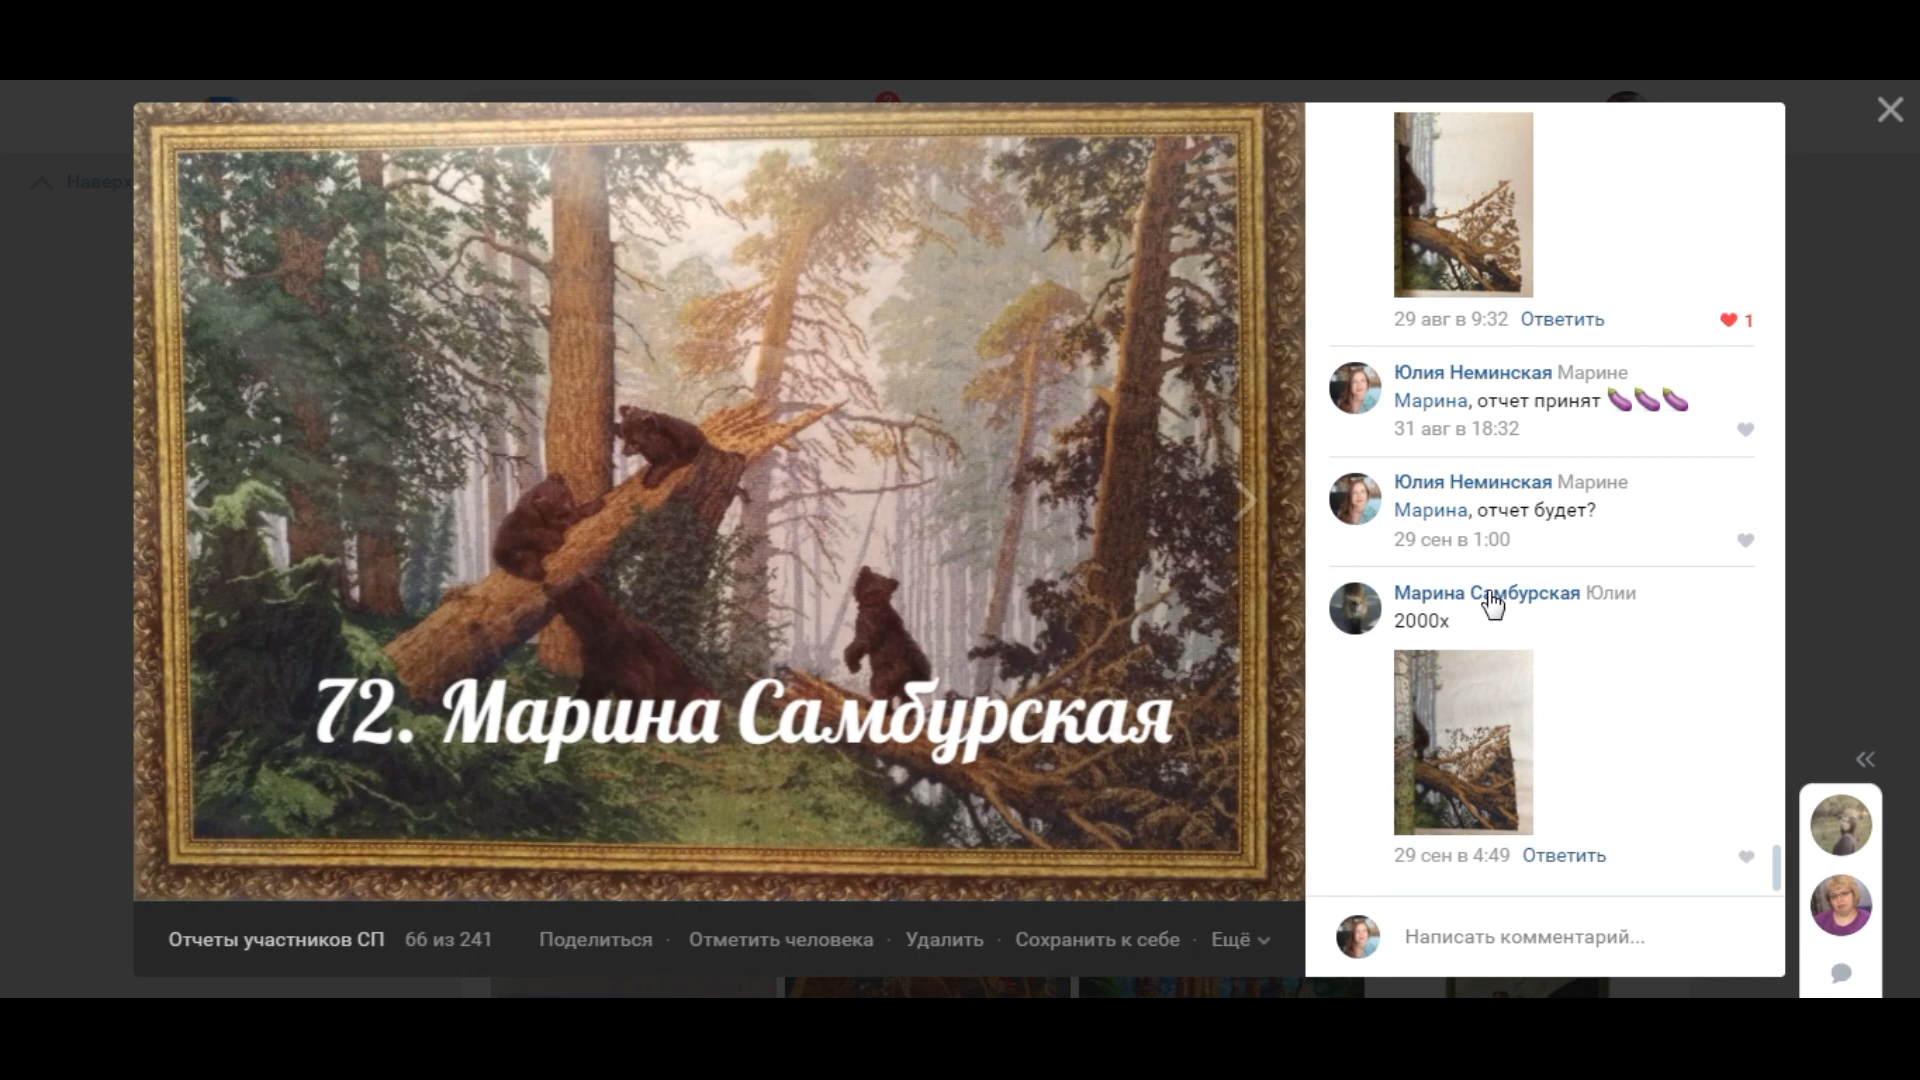 Наверх
72. Марина Самбурская
29 авг в 9:32 Ответить
1
Юлия Неминская Марине
Марина, отчет принят 🍆🍆🍆
31 авг в 18:32
Юлия Неминская Марине
Марина, отчет будет?
29 сен в 1:00
Марина Самбурская Юлии
2000х
29 сен в 4:49 Ответить
Написать комментарий...
Отчеты участников СП 66 из 241 Поделиться · Отметить человека · Удалить · Сохранить к себе · Ещё